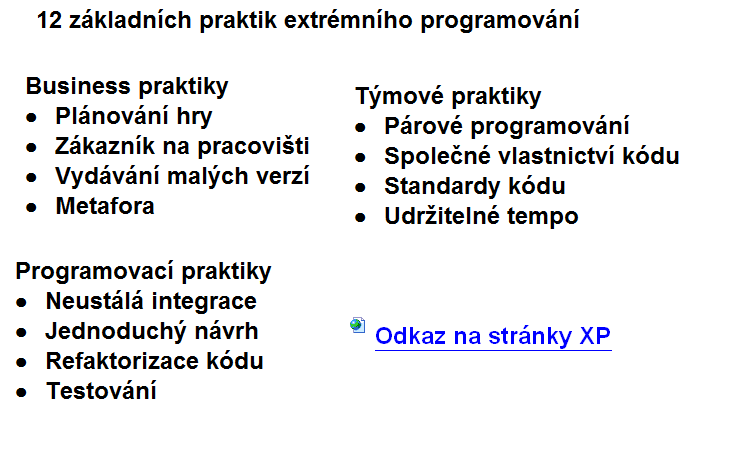 12 základních praktik extrémního programování
Business praktiky
● Plánování hry
● Zákazník na pracovišti
● Vydávání malých verzí
● Metafora
Týmové praktiky
● Párové programování
● Společné vlastnictví kódu
● Standardy kódu
● Udržitelné tempo
Programovací praktiky
● Neustálá integrace
● Jednoduchý návrh
● Refaktorizace kódu
● Testování
Odkaz na stránky XP